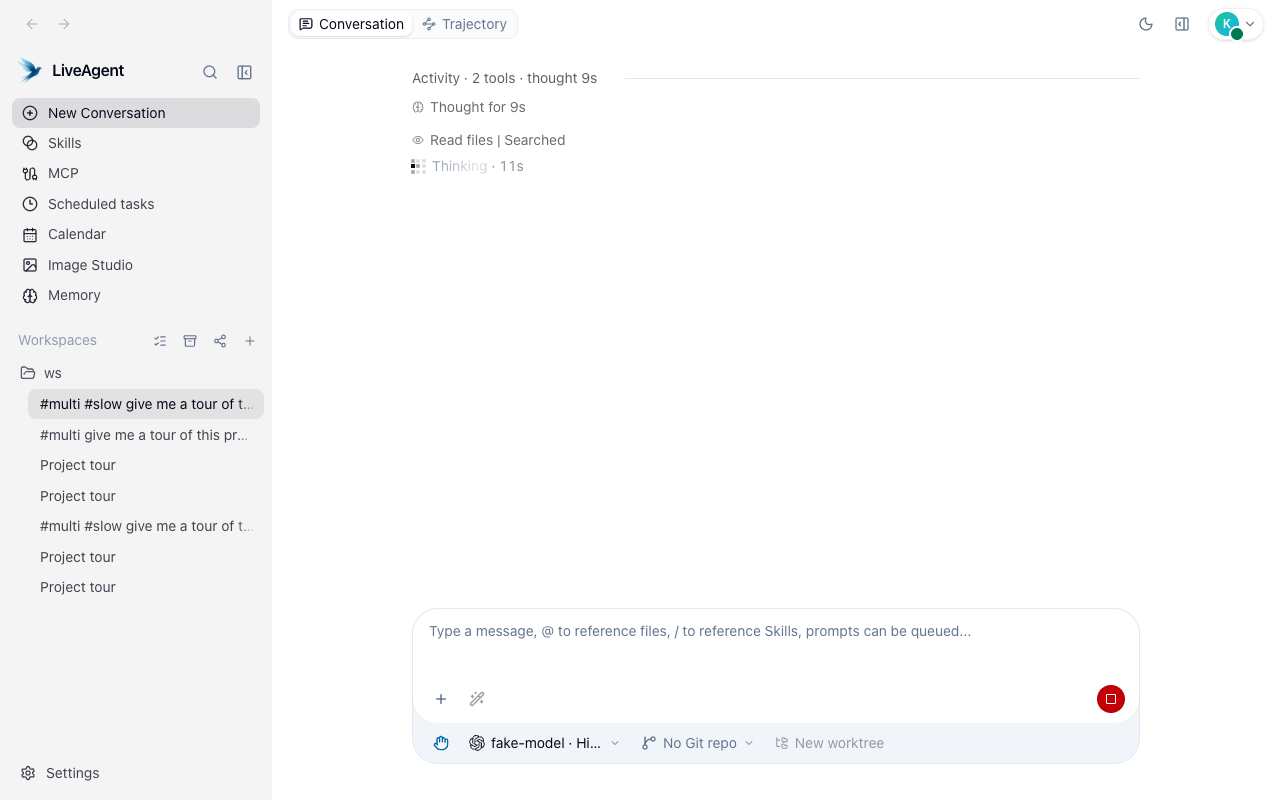 Conversation
Trajectory
K
LiveAgent
New Conversation
Skills
MCP
Scheduled tasks
Calendar
Image Studio
Memory
Workspaces
ws
#multi #slow give me a tour of t...
#multi give me a tour of this pr...
Project tour
Project tour
#multi #slow give me a tour of t...
Project tour
Project tour
Settings
Activity · 2 tools · thought 9s
Thought for 9s
Read files | Searched
Thinking · 11s
Type a message, @ to reference files, / to reference Skills, prompts can be queued...
fake-model · Hi...
No Git repo
New worktree